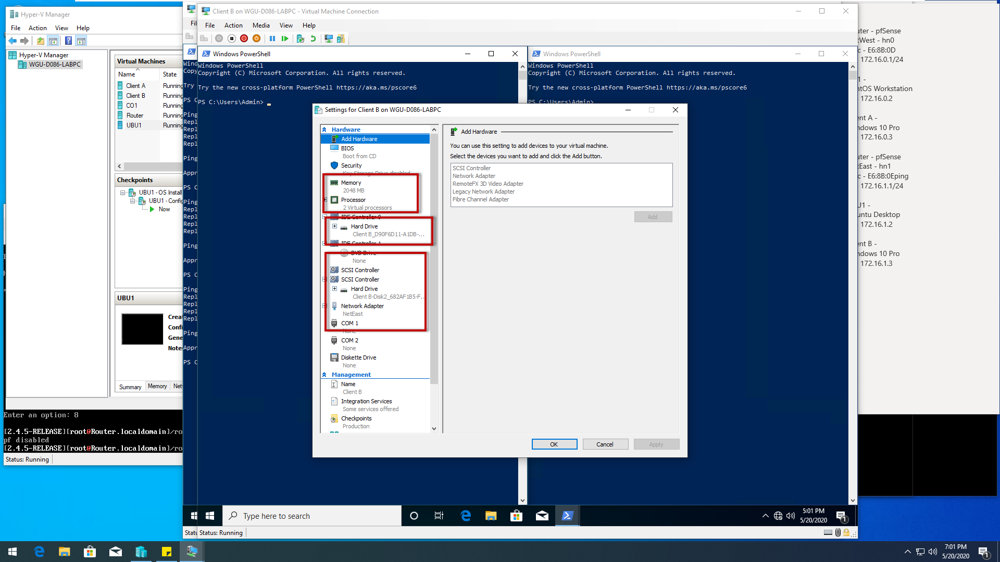 Hyper-V Manager
File Action View Help
Hyper-V Manager
WGU-D086-LABPC
Virtual Machines
Name State
Client A Running
Client B Running
CO1 Running
Router Running
UBU1 Running
Checkpoints
UBU1 - OS Install
UBU1 - Config
Now
UBU1
Crea
Confi
Gene
Note
Summary Memory Net
Enter an option: 8
[2.4.5-RELEASE][root@Router.localdomain]/ro
pf disabled
[2.4.5-RELEASE][root@Router.localdomain]/ro
Status: Running
Fil
Wind
Copy
Try
PS C
Ping
Repl
Repl
Repl
Repl
Ping
Appr
PS C
Ping
Repl
Repl
Repl
Repl
Ping
Appr
PS C
Ping
Repl
Repl
Repl
Repl
Ping
Appr
PS C
Statu
Client B on WGU-D086-LABPC - Virtual Machine Connection
File Action Media View Help
Windows PowerShell
Windows PowerShell
Copyright (C) Microsoft Corporation. All rights reserved.
Try the new cross-platform PowerShell https://aka.ms/pscore6
PS C:\Users\Admin>
Windows PowerShell
Windows PowerShell
Copyright (C) Microsoft Corporation. All rights reserved.
Try the new cross-platform PowerShell https://aka.ms/pscore6
PS C:\Users\Admin>
Settings for Client B on WGU-D086-LABPC
Hardware
Add Hardware
BIOS
Boot from CD
Security
Key Storage Drive disabled
Memory
2048 MB
Processor
2 Virtual processors
IDE Controller 0
Hard Drive
Client B_D90F6D11-A1DB-...
IDE Controller 1
DVD Drive
None
SCSI Controller
SCSI Controller
Hard Drive
Client B-Disk2_682AF1B5-F...
Network Adapter
NetEast
COM 1
None
COM 2
None
Diskette Drive
None
Management
Name
Client B
Integration Services
Some services offered
Checkpoints
Production
Add Hardware
You can use this setting to add devices to your virtual machine.
Select the devices you want to add and click the Add button.
SCSI Controller
Network Adapter
RemoteFX 3D Video Adapter
Legacy Network Adapter
Fibre Channel Adapter
Add
OK Cancel Apply
Type here to search
5:01 PM
5/20/2020
1
Status: Running
uter - pfSense
tWest - hn0
c - E6:8B:0D
172.16.0.1/24
1 -
ntOS Workstation
172.16.0.2
ent A -
ndows 10 Pro
172.16.0.3
uter - pfSense
tEast - hn1
c - E6:8B:0Eping
172.16.1.1/24
U1 -
untu Desktop
172.16.1.2
ent B -
ndows 10 Pro
172.16.1.3
7:01 PM
5/20/2020
1